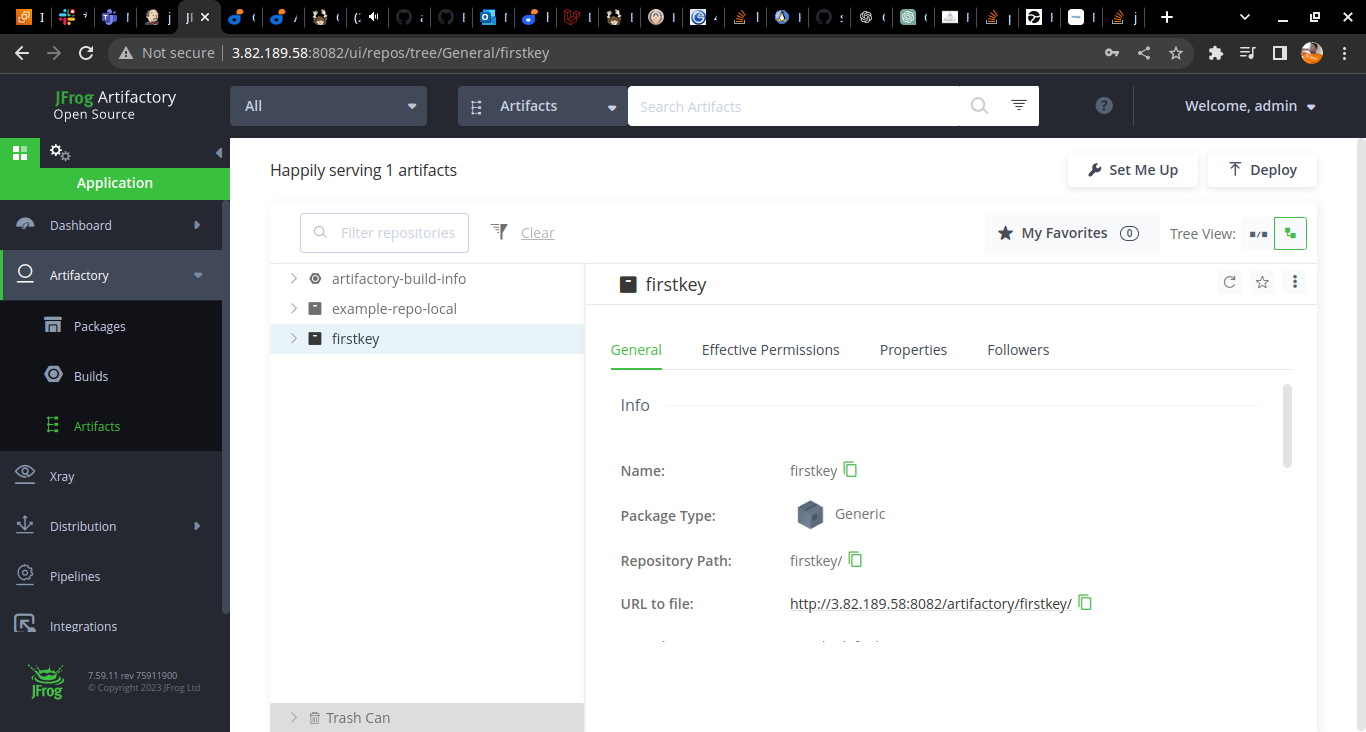 Not secure
3.82.189.58:8082/ui/repos/tree/General/firstkey
JFrog Artifactory
Open Source
All
Artifacts
Search Artifacts
?
Welcome, admin
Application
Dashboard
Artifactory
Packages
Builds
Artifacts
Xray
Distribution
Pipelines
Integrations
JFrog
7.59.11 rev 75911900
© Copyright 2023 JFrog Ltd
Happily serving 1 artifacts
Set Me Up
Deploy
Filter repositories
Clear
My Favorites
0
Tree View:
artifactory-build-info
example-repo-local
firstkey
Trash Can
firstkey
General
Effective Permissions
Properties
Followers
Info
Name:
firstkey
Package Type:
Generic
Repository Path:
firstkey/
URL to file:
http://3.82.189.58:8082/artifactory/firstkey/